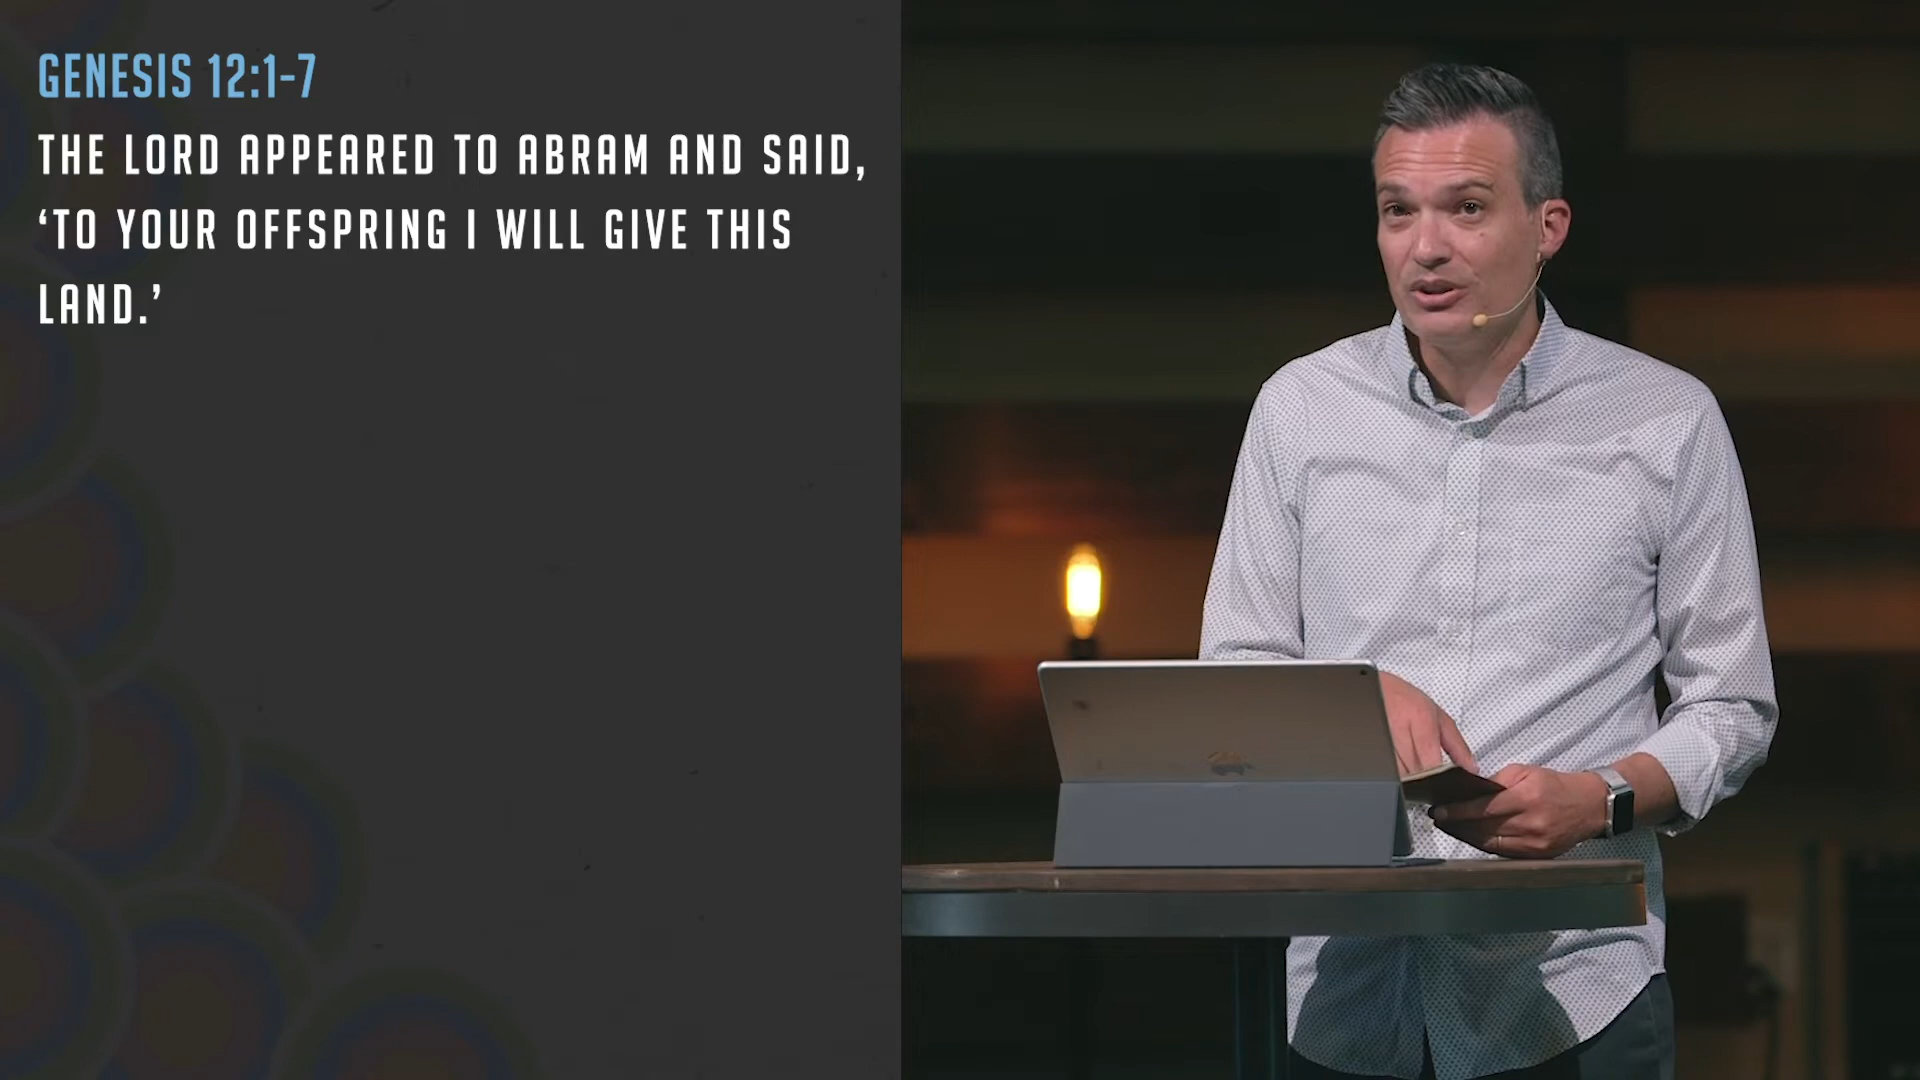 GENESIS 12:1-7
THE LORD APPEARED TO ABRAM AND SAID,
‘TO YOUR OFFSPRING I WILL GIVE THIS
LAND.’